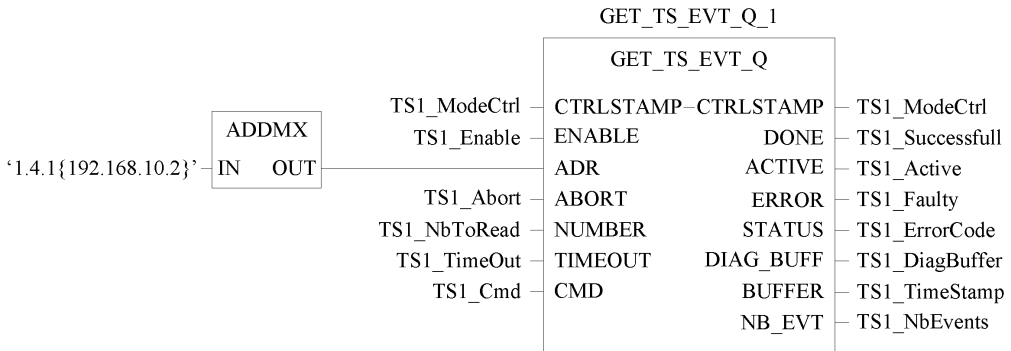 GET_TS_EVT_Q_1
GET_TS_EVT_Q
TS1_ModeCtrl CTRLSTAMP CTRLSTAMP TS1_ModeCtrl
ADDMX
TS1_Enable ENABLE DONE TS1_Successfull
‘1.4.1{192.168.10.2}’ IN OUT ADR ACTIVE TS1_Active
TS1_Abort ABORT ERROR TS1_Faulty
TS1_NbToRead NUMBER STATUS TS1_ErrorCode
TS1_TimeOut TIMEOUT DIAG_BUFF TS1_DiagBuffer
TS1_Cmd CMD BUFFER TS1_TimeStamp
NB_EVT TS1_NbEvents